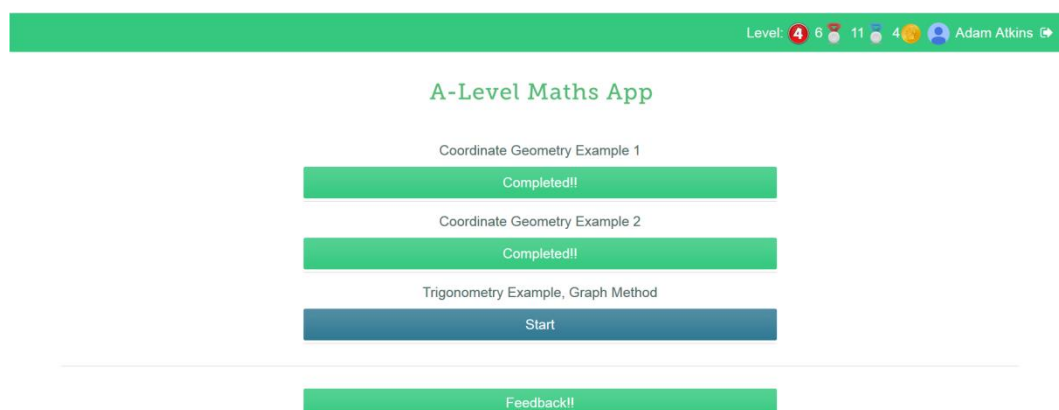 Level: 4 6 11 4 Adam Atkins
A-Level Maths App
Coordinate Geometry Example 1
Completed!!
Coordinate Geometry Example 2
Completed!!
Trigonometry Example, Graph Method
Start
Feedback!!